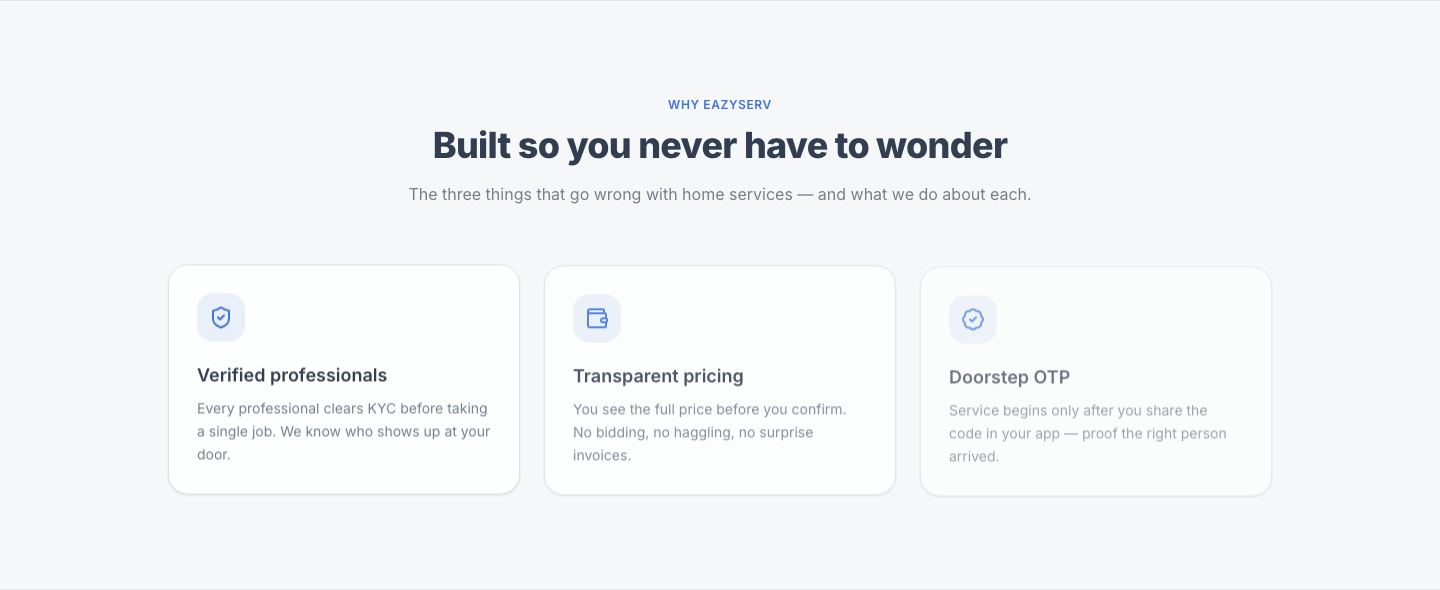 WHY EAZYSERV
Built so you never have to wonder
The three things that go wrong with home services — and what we do about each.
Verified professionals
Every professional clears KYC before taking
a single job. We know who shows up at your
door.
Transparent pricing
You see the full price before you confirm.
No bidding, no haggling, no surprise
invoices.
Doorstep OTP
Service begins only after you share the
code in your app — proof the right person
arrived.